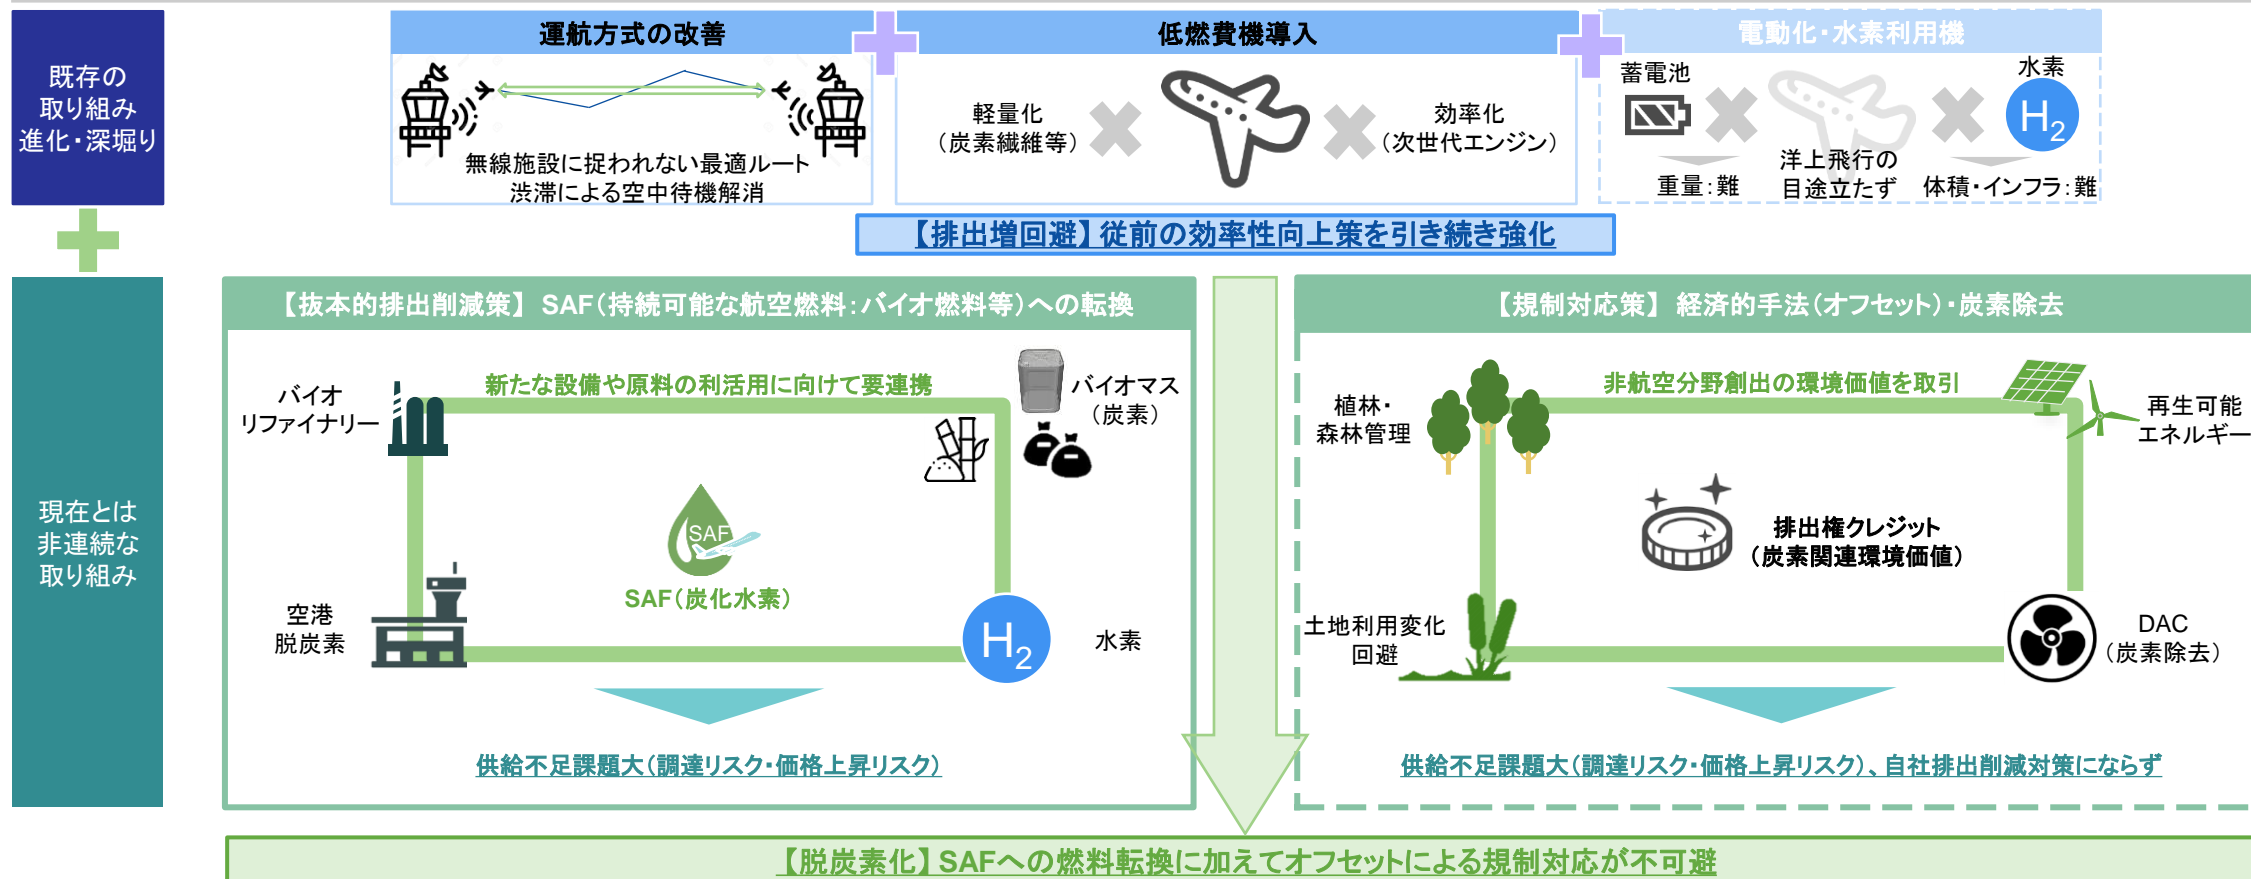 既存の
取り組み
進化・深堀り
運航方式の改善
無線施設に捉われない最適ルート
渋滞による空中待機解消
低燃費機導入
軽量化
（炭素繊維等）
効率化
（次世代エンジン）
電動化・水素利用機
蓄電池
水素
H2
洋上飛行の
目途立たず
重量：難
体積・インフラ：難
【排出増回避】従前の効率性向上策を引き続き強化
現在とは
非連続な
取り組み
【抜本的排出削減策】 SAF（持続可能な航空燃料：バイオ燃料等）への転換
新たな設備や原料の利活用に向けて要連携
バイオ
リファイナリー
バイオマス
（炭素）
SAF
SAF（炭化水素）
空港
脱炭素
H2
水素
供給不足課題大（調達リスク・価格上昇リスク）
【規制対応策】 経済的手法（オフセット）・炭素除去
非航空分野創出の環境価値を取引
植林・
森林管理
再生可能
エネルギー
排出権クレジット
（炭素関連環境価値）
土地利用変化
回避
DAC
（炭素除去）
供給不足課題大（調達リスク・価格上昇リスク）、自社排出削減対策にならず
【脱炭素化】SAFへの燃料転換に加えてオフセットによる規制対応が不可避